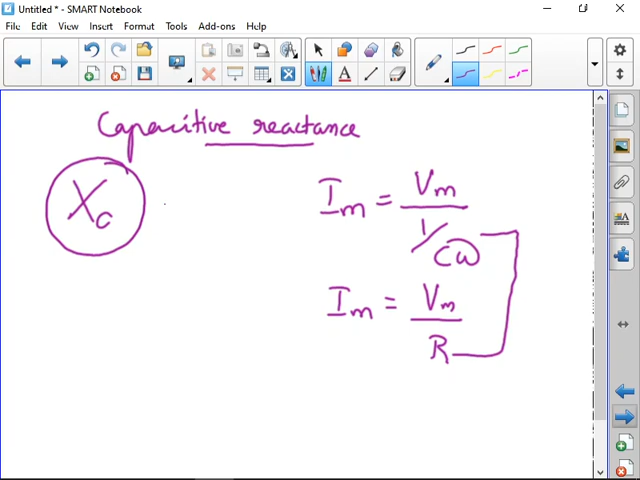 Untitled * - SMART Notebook
File Edit View Insert Format Tools Add-ons Help
Capacitive reactance
Xc
Im = Vm
1/Cω
Im = Vm
R